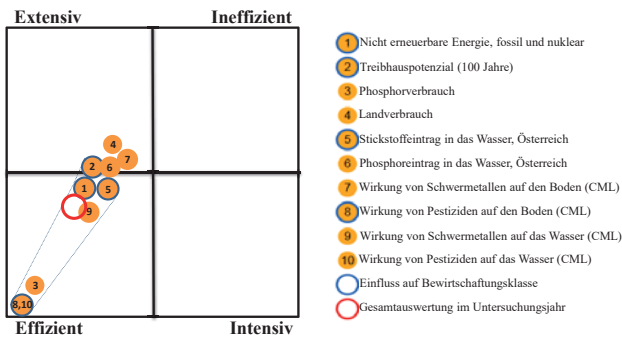 Extensiv
Ineffizient
4
7
2
6
1
5
9
3
8,10
Effizient
Intensiv
1 Nicht erneuerbare Energie, fossil und nuklear
2 Treibhauspotenzial (100 Jahre)
3 Phosphorverbrauch
4 Landverbrauch
5 Stickstoffeintrag in das Wasser, Österreich
6 Phosphoreintrag in das Wasser, Österreich
7 Wirkung von Schwermetallen auf den Boden (CML)
8 Wirkung von Pestiziden auf den Boden (CML)
9 Wirkung von Schwermetallen auf das Wasser (CML)
10 Wirkung von Pestiziden auf das Wasser (CML)
Einfluss auf Bewirtschaftungsklasse
Gesamtauswertung im Untersuchungsjahr